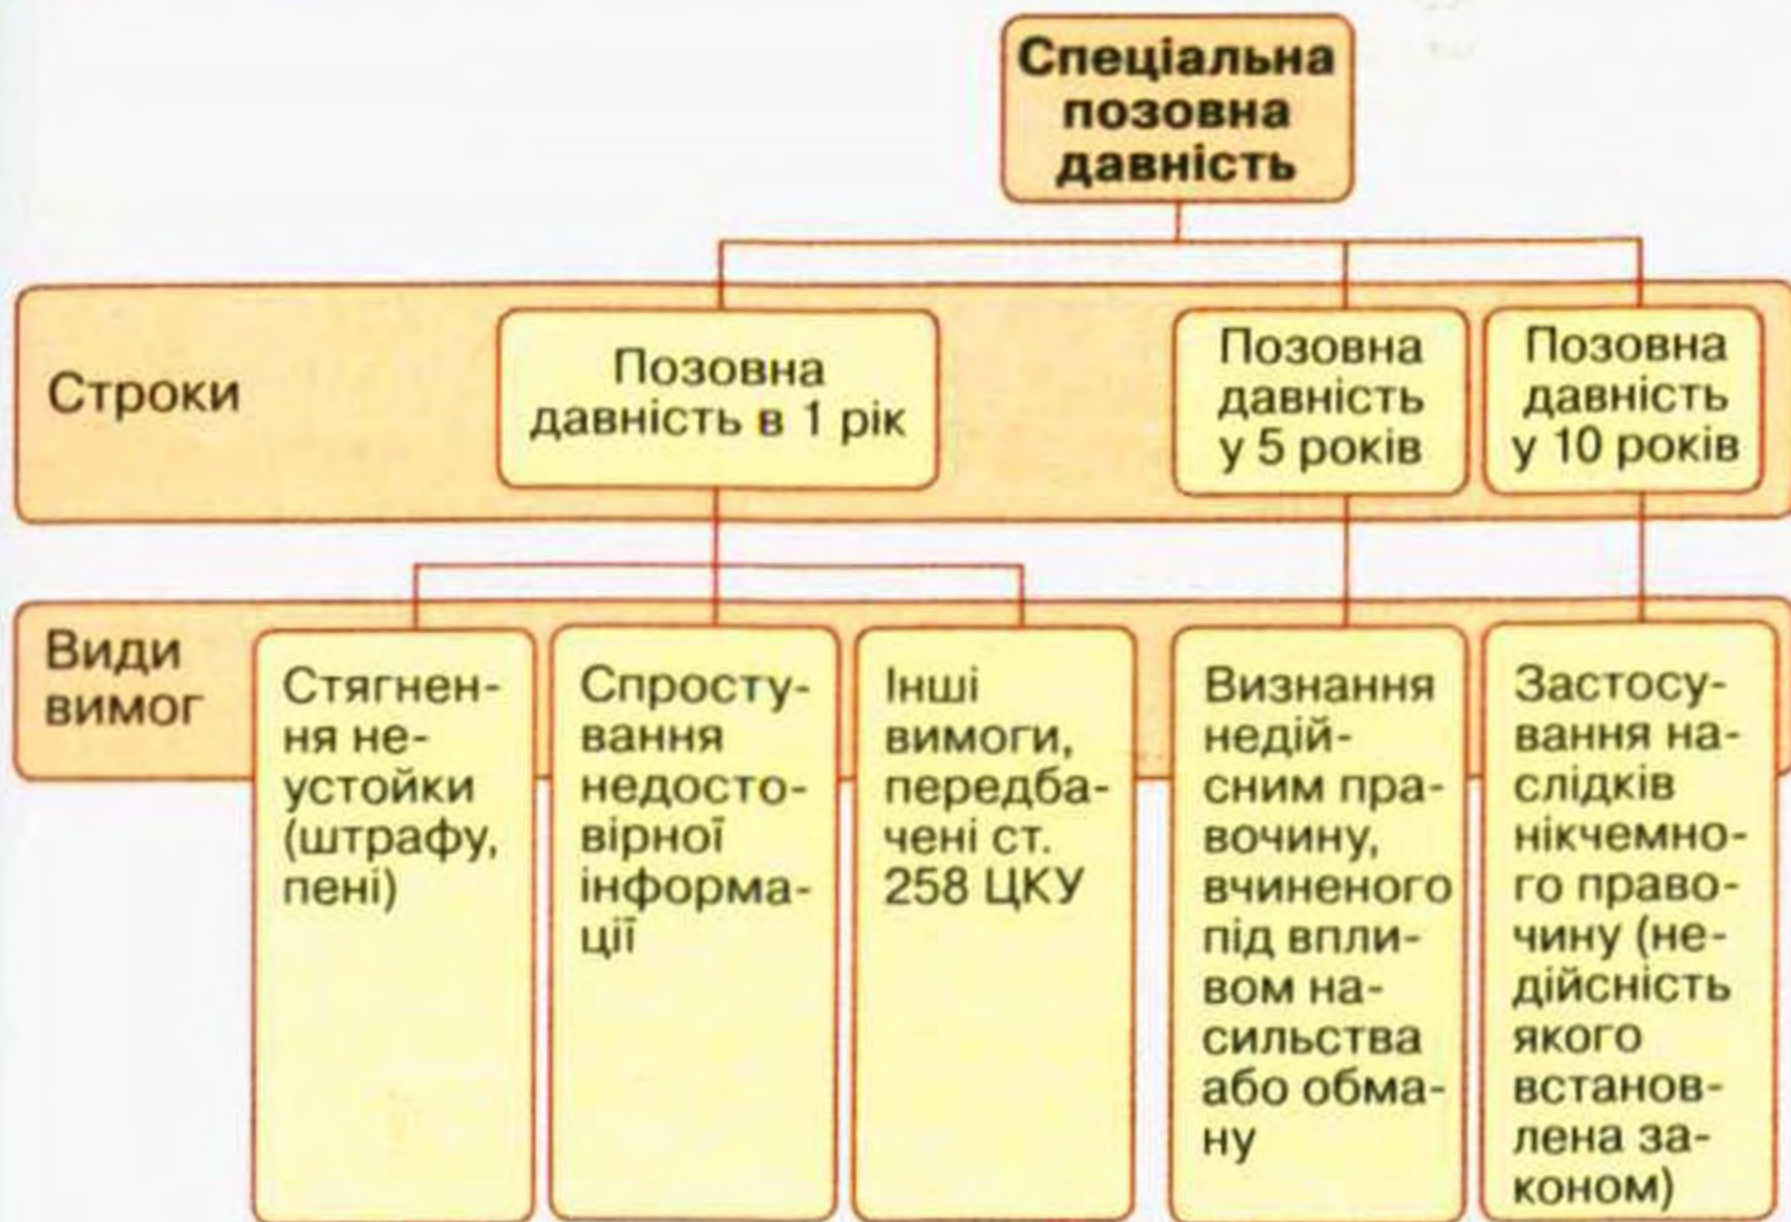 Спеціальна
позовна
давність
Строки
Позовна
давність в 1 рік
Позовна
давність
у 5 років
Позовна
давність
у 10 років
Види
вимог
Стягнен-
ня не-
устойки
(штрафу,
пені)
Спросту-
вання
недосто-
вірної
інформа-
ції
Інші
вимоги,
передба-
чені ст.
258 ЦКУ
Визнання
недій-
сним пра-
вочину,
вчиненого
під впли-
вом на-
сильства
або обма-
ну
Застосу-
вання на-
слідків
нікчемно-
го право-
чину (не-
дійсність
якого
встанов-
лена за-
коном)